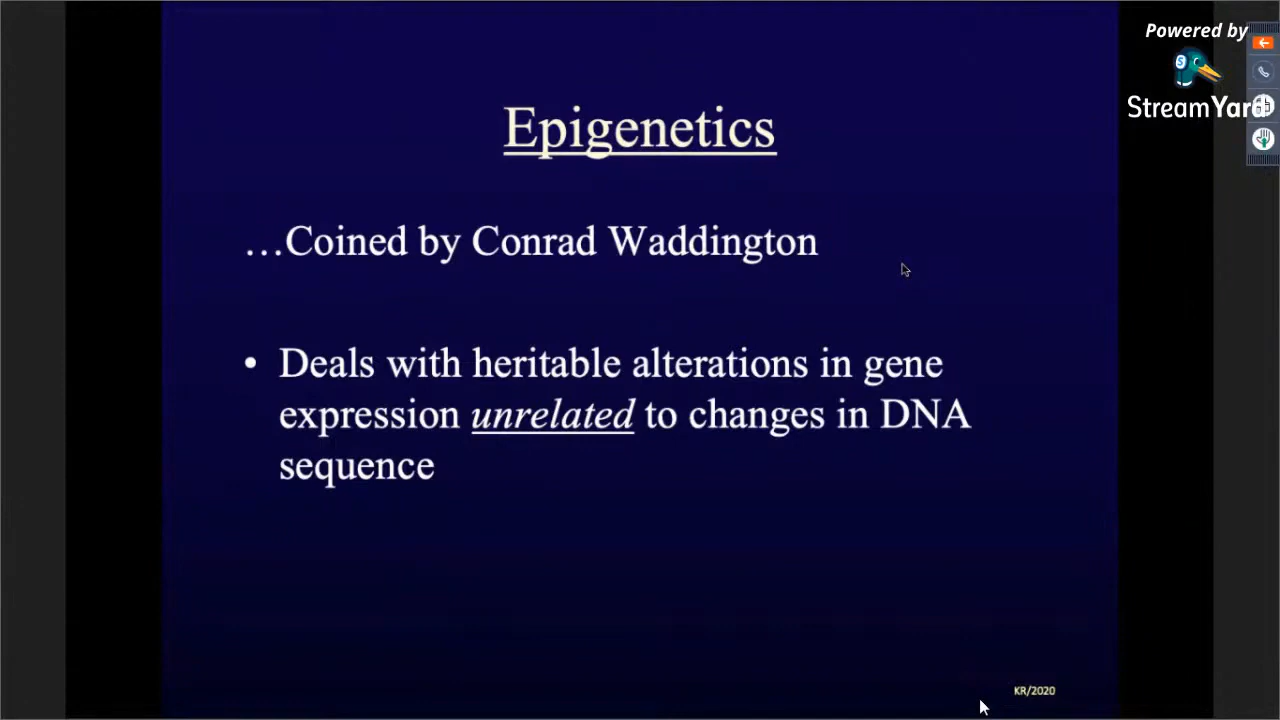 Powered by
StreamYard
Epigenetics
…Coined by Conrad Waddington
• Deals with heritable alterations in gene
expression unrelated to changes in DNA
sequence
KR/2020